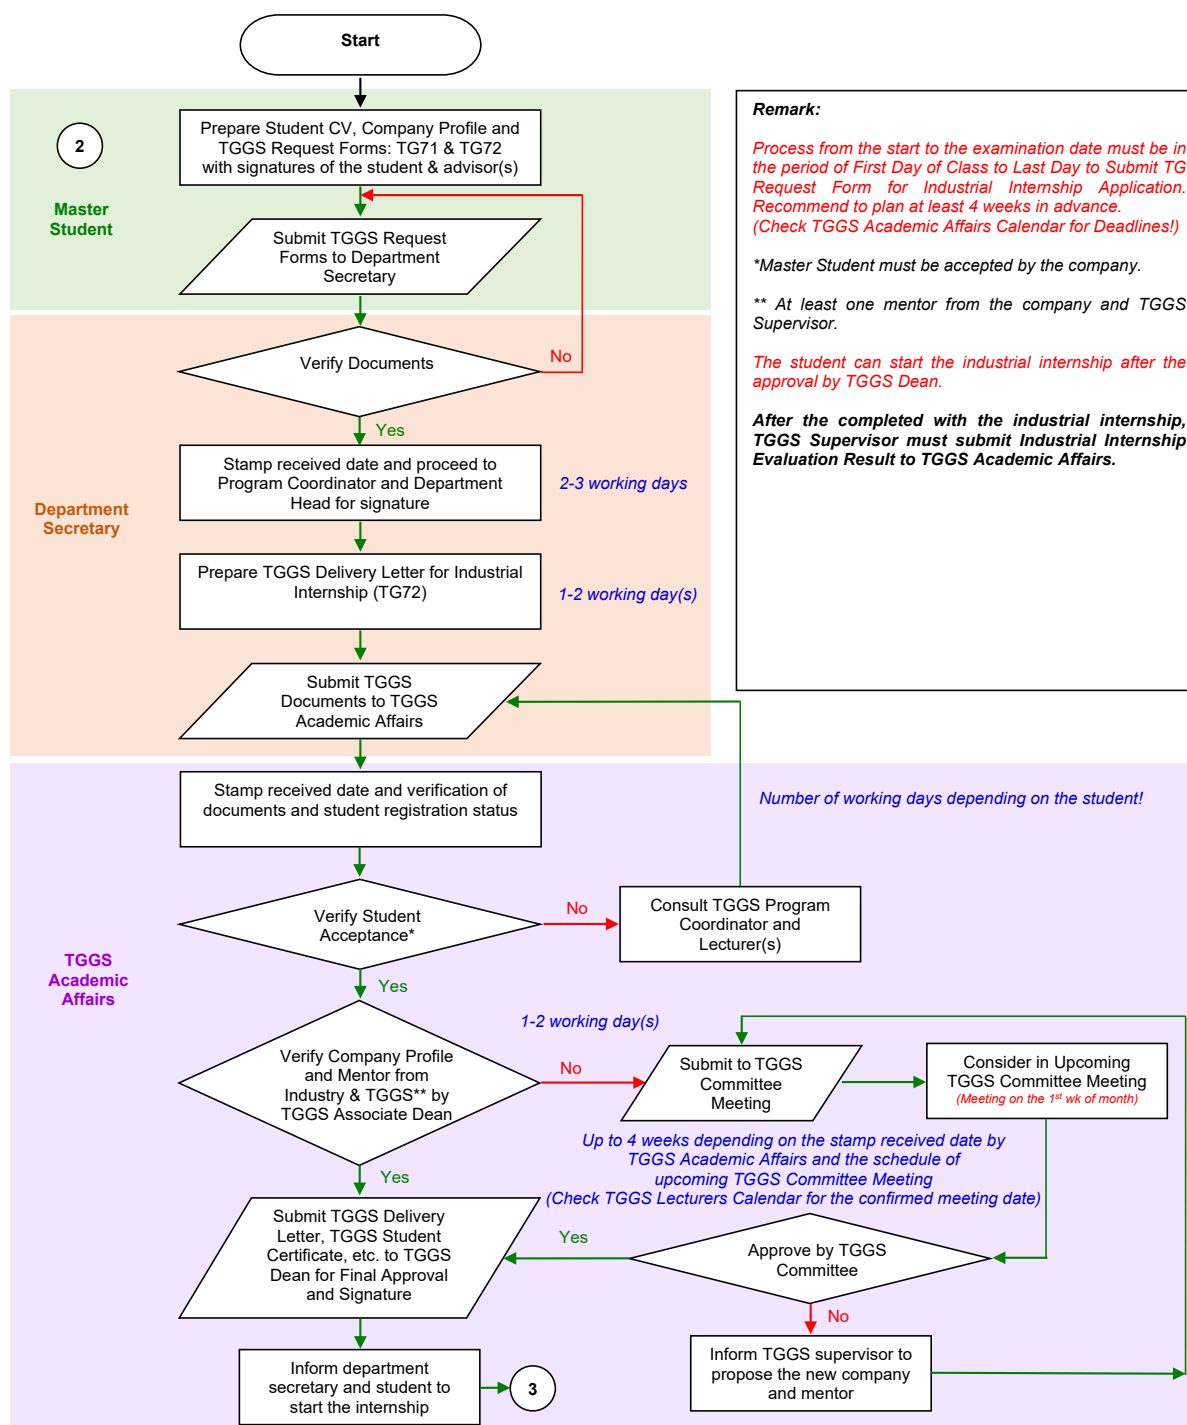 Start
2
Master
Student
Prepare Student CV, Company Profile and
TGGS Request Forms: TG71 & TG72
with signatures of the student & advisor(s)
Submit TGGS Request
Forms to Department
Secretary
Remark:
Process from the start to the examination date must be in
the period of First Day of Class to Last Day to Submit TG
Request Form for Industrial Internship Application.
Recommend to plan at least 4 weeks in advance.
(Check TGGS Academic Affairs Calendar for Deadlines!)
*Master Student must be accepted by the company.
** At least one mentor from the company and TGGS
Supervisor.
The student can start the industrial internship after the
approval by TGGS Dean.
After the completed with the industrial internship,
TGGS Supervisor must submit Industrial Internship
Evaluation Result to TGGS Academic Affairs.
Department
Secretary
Verify Documents
No
Yes
Stamp received date and proceed to
Program Coordinator and Department
Head for signature
2-3 working days
Prepare TGGS Delivery Letter for Industrial
Internship (TG72)
1-2 working day(s)
Submit TGGS
Documents to TGGS
Academic Affairs
TGGS
Academic
Affairs
Stamp received date and verification of
documents and student registration status
Number of working days depending on the student!
Verify Student
Acceptance*
No
Consult TGGS Program
Coordinator and
Lecturer(s)
Yes
1-2 working day(s)
Verify Company Profile
and Mentor from
Industry & TGGS** by
TGGS Associate Dean
No
Submit to TGGS
Committee
Meeting
Consider in Upcoming
TGGS Committee Meeting
(Meeting on the 1st wk of month)
Up to 4 weeks depending on the stamp received date by
TGGS Academic Affairs and the schedule of
upcoming TGGS Committee Meeting
(Check TGGS Lecturers Calendar for the confirmed meeting date)
Yes
Submit TGGS Delivery
Letter, TGGS Student
Certificate, etc. to TGGS
Dean for Final Approval
and Signature
Yes
Approve by TGGS
Committee
No
Inform TGGS supervisor to
propose the new company
and mentor
Inform department
secretary and student to
start the internship
3